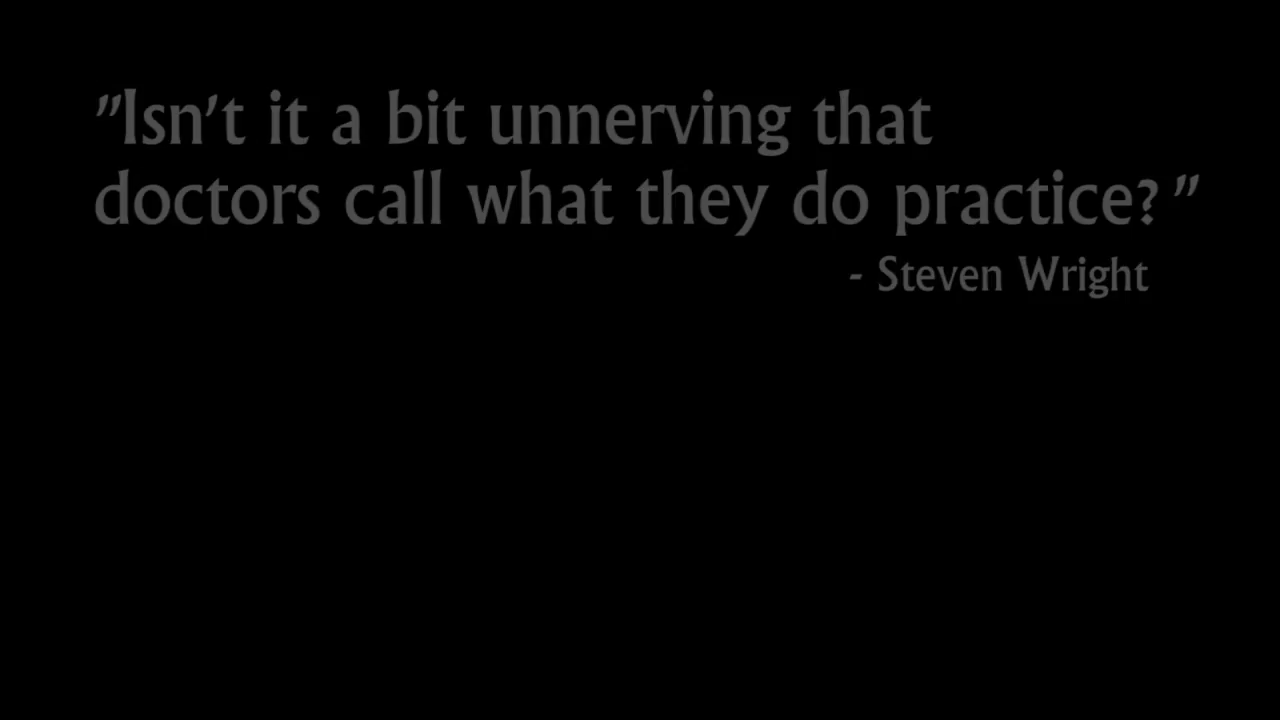 ”Isn’t it a bit unnerving that
doctors call what they do practice? ”
- Steven Wright